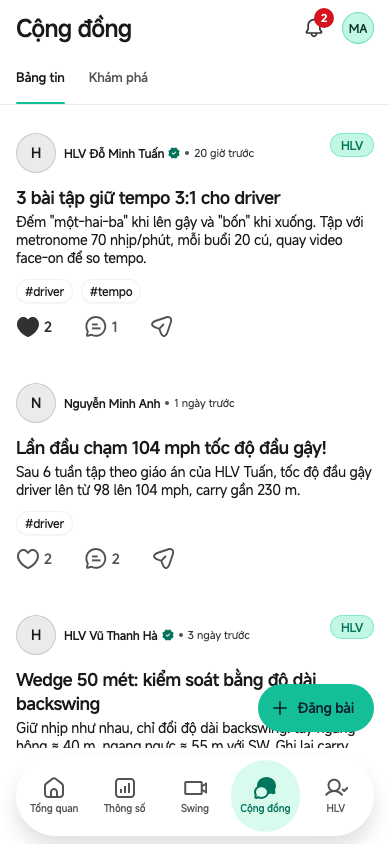 Cộng đồng
2
MA
Bảng tin
Khám phá
H
HLV Đỗ Minh Tuấn • 20 giờ trước
HLV
3 bài tập giữ tempo 3:1 cho driver
Đếm "một-hai-ba" khi lên gậy và "bốn" khi xuống. Tập với
metronome 70 nhịp/phút, mỗi buổi 20 cú, quay video
face-on để so tempo.
#driver
#tempo
2
1
N
Nguyễn Minh Anh • 1 ngày trước
Lần đầu chạm 104 mph tốc độ đầu gậy!
Sau 6 tuần tập theo giáo án của HLV Tuấn, tốc độ đầu gậy
driver lên từ 98 lên 104 mph, carry gần 230 m.
#driver
2
2
H
HLV Vũ Thanh Hà • 3 ngày trước
HLV
Wedge 50 mét: kiểm soát bằng độ dài
backswing
Giữ nhịp như nhau, chỉ đổi độ dài backswing: tay ngang
hông ≈ 40 m, ngang ngực ≈ 55 m với SW. Ghi lại carry
Đăng bài
Tổng quan
Thông số
Swing
Cộng đồng
HLV